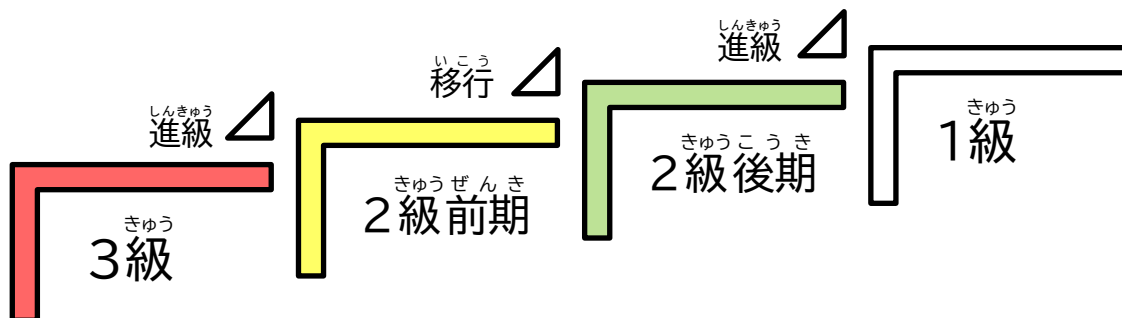 しんきゅう
進級
きゅう
3級
いこう
移行
きゅうぜんき
2級前期
しんきゅう
進級
きゅうこうき
2級後期
きゅう
1級